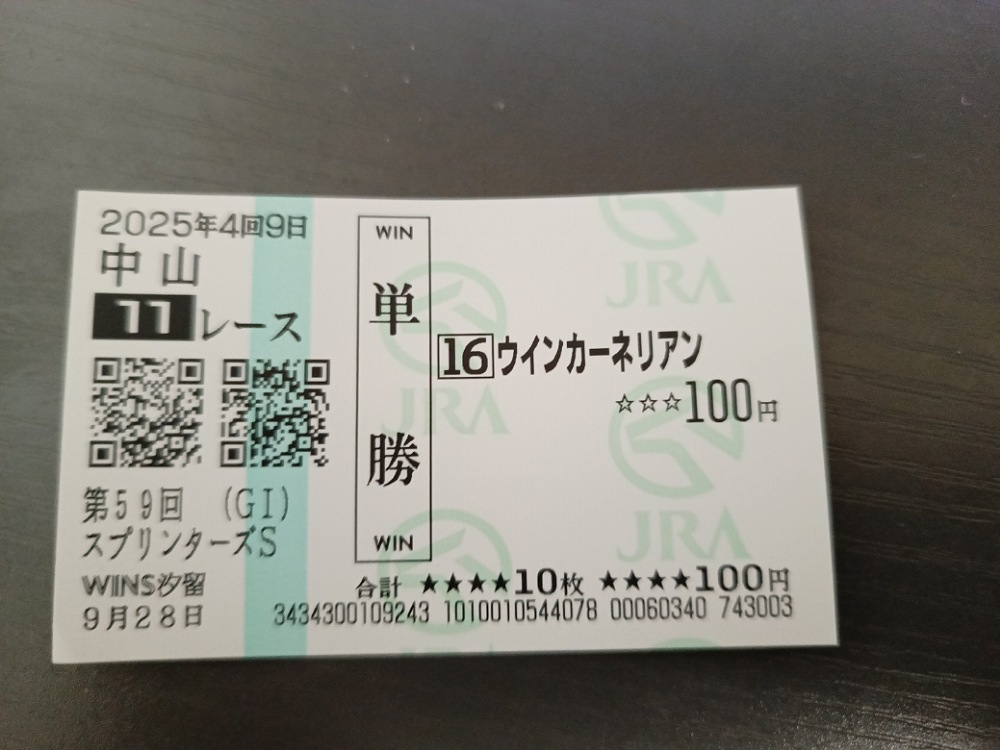 2025年4回9日
中山
11レース
第59回 (GI)
スプリンターズS
WINS汐留
9月28日
WIN
単勝
WIN
16ウインカーネリアン
☆☆☆100円
合計 ★★★★10枚 ★★★★100円
3434300109243 1010010544078 00060340 743003
JRA
JRA
JRA